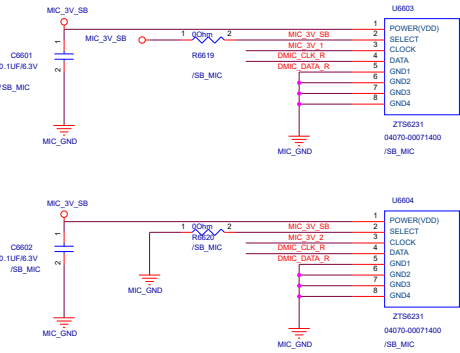 MIC_3V_SB
U6603
MIC_3V_SB
1 0Ohm 2
MIC_3V_SB
1 POWER(VDD)
2 SELECT
C6601
1
R6619
MIC_3V_1
3 CLOCK
0.1UF/6.3V
2
DMIC_CLK_R
4 DATA
DMIC_DATA_R
5 GND1
/SB_MIC
/SB_MIC
6 GND2
7 GND3
8 GND4
ZTS6231
MIC_GND
MIC_GND
04070-00071400
/SB_MIC
MIC_3V_SB
U6604
1 0Ohm 2
MIC_3V_SB
1 POWER(VDD)
2 SELECT
C6602
1
R6620
MIC_3V_2
3 CLOCK
0.1UF/6.3V
2
/SB_MIC
DMIC_CLK_R
4 DATA
/SB_MIC
DMIC_DATA_R
5 GND1
6 GND2
7 GND3
8 GND4
MIC_GND
ZTS6231
MIC_GND
MIC_GND
04070-00071400
/SB_MIC